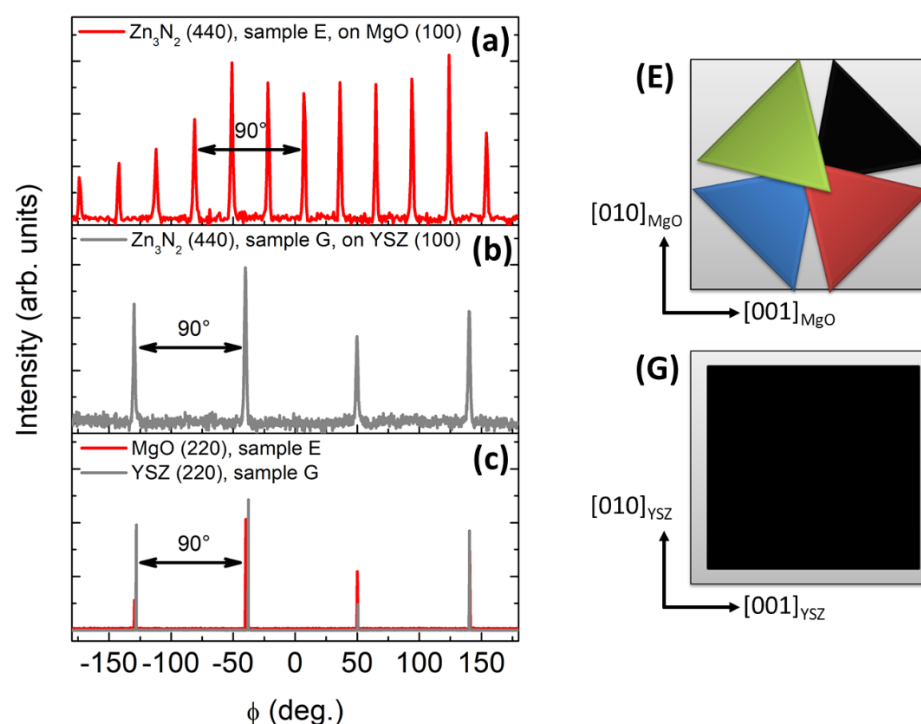 Zn₃N₂ (440), sample E, on MgO (100)
(a)
90°
Zn₃N₂ (440), sample G, on YSZ (100)
(b)
90°
MgO (220), sample E
YSZ (220), sample G
(c)
90°
Intensity (arb. units)
-150 -100 -50 0 50 100 150
ϕ (deg.)
(E)
[010]MgO
[001]MgO
(G)
[010]YSZ
[001]YSZ